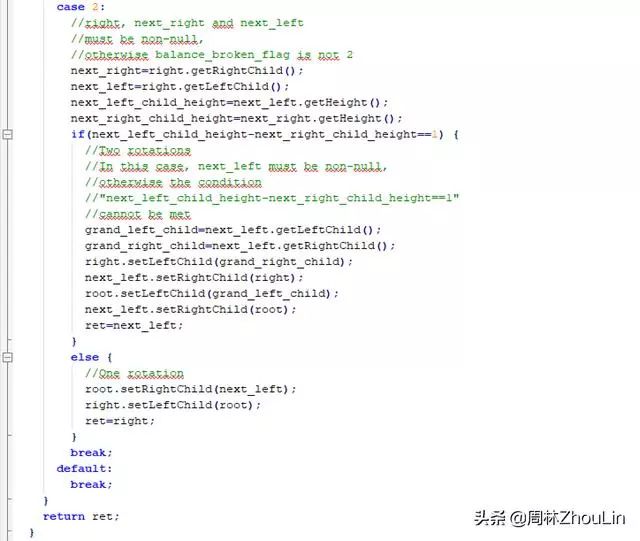 case 2:
//right, next_right and next_left
//must be non-null,
//otherwise balance_broken_flag is not 2
next_right=right.getRightChild();
next_left=right.getLeftChild();
next_left_child_height=next_left.getHeight();
next_right_child_height=next_right.getHeight();
if(next_left_child_height-next_right_child_height==1) {
//Two rotations
//In this case, next_left must be non-null,
//otherwise the condition
//"next_left_child_height-next_right_child_height==1"
//cannot be met
grand_left_child=next_left.getLeftChild();
grand_right_child=next_left.getRightChild();
right.setLeftChild(grand_right_child);
next_left.setRightChild(right);
root.setLeftChild(grand_left_child);
next_left.setRightChild(root);
ret=next_left;
}
else {
//One rotation
root.setRightChild(next_left);
right.setLeftChild(root);
ret=right;
}
break;
default:
break;
}
return ret;
}
头条 @周林ZhouLin